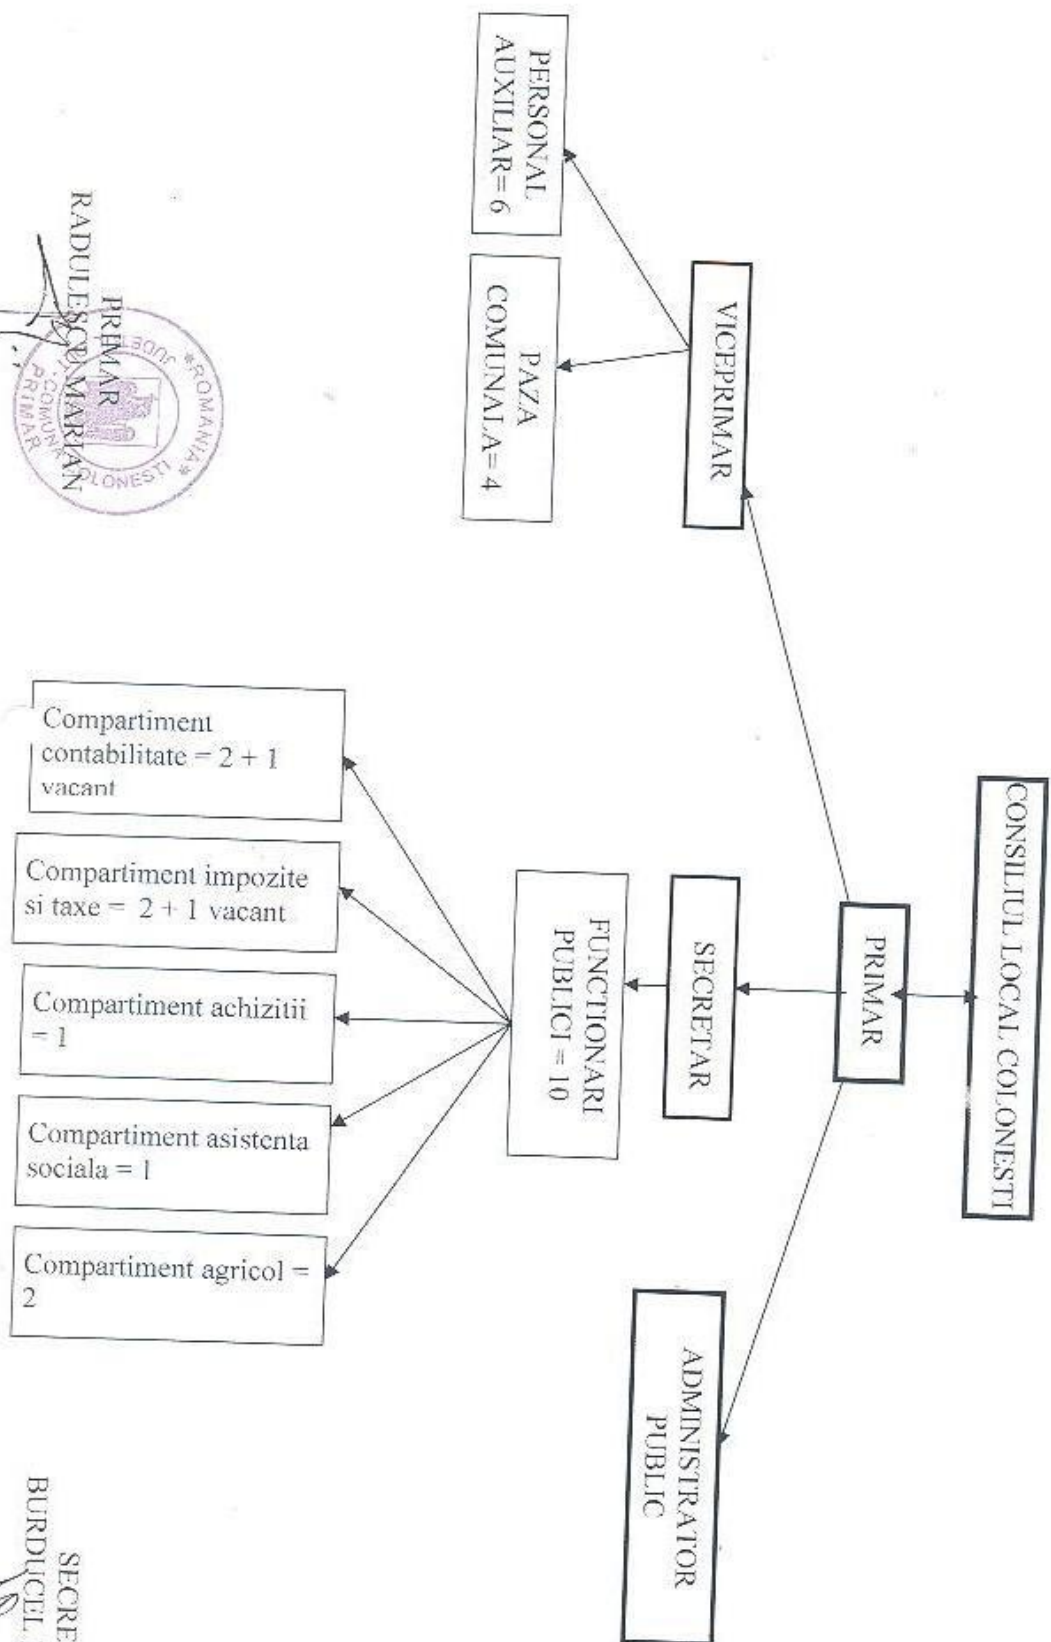 CONSILIUL LOCAL COLONESTI
PRIMAR
VICEPRIMAR
SECRETAR
ADMINISTRATOR
PUBLIC
PERSONAL
AUXILIAR= 6
PAZA
COMUNALA= 4
FUNCTIONARI
PUBLICI = 10
Compartiment
contabilitate = 2 + 1
vacant
Compartiment impozite
si taxe = 2 + 1 vacant
Compartiment achizitii
= 1
Compartiment asistenta
sociala = 1
Compartiment agricol =
2
PRIMAR
RADULESCU MARIAN
*ROMANIA*
COMUNA COLONESTI
PRIMAR
BURDUCEL